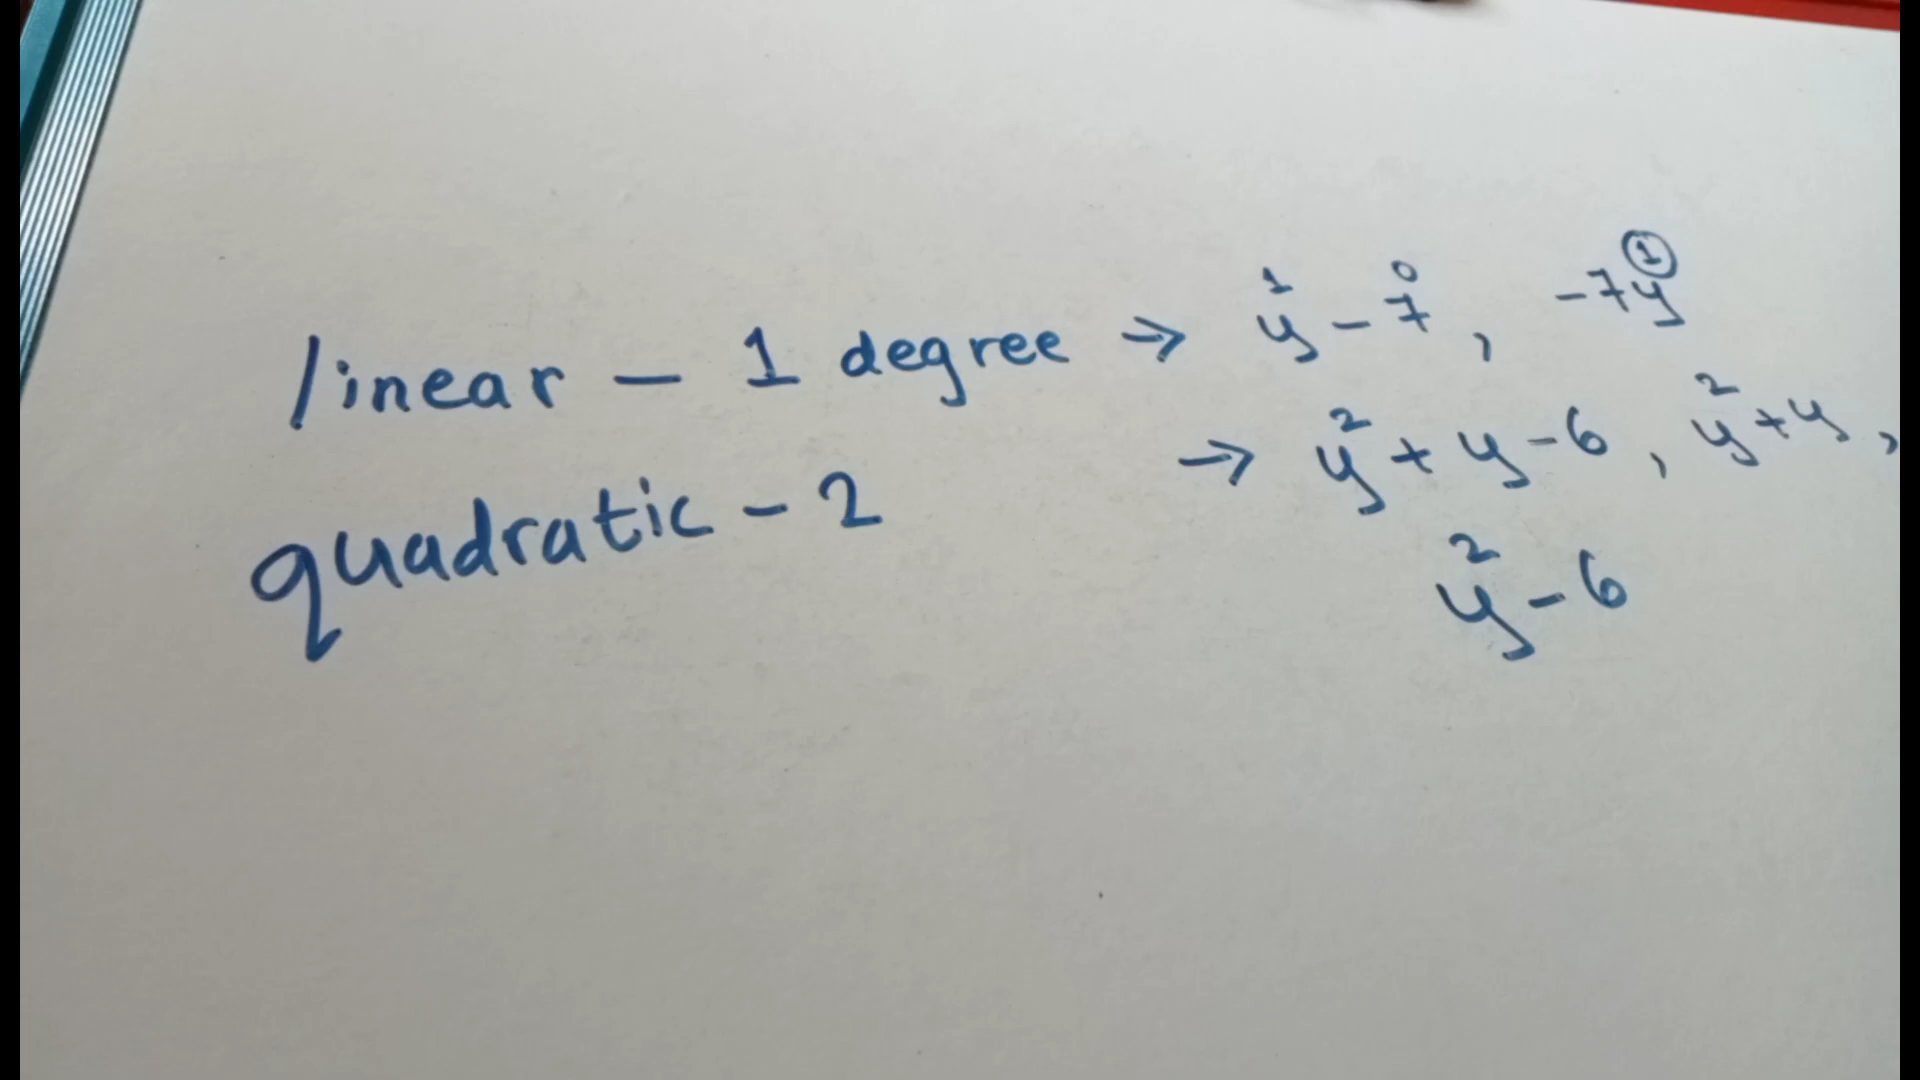 linear – 1 degree → y¹ – 7⁰, –7y①
quadratic – 2 → y² + y – 6, y² + y,
y² – 6